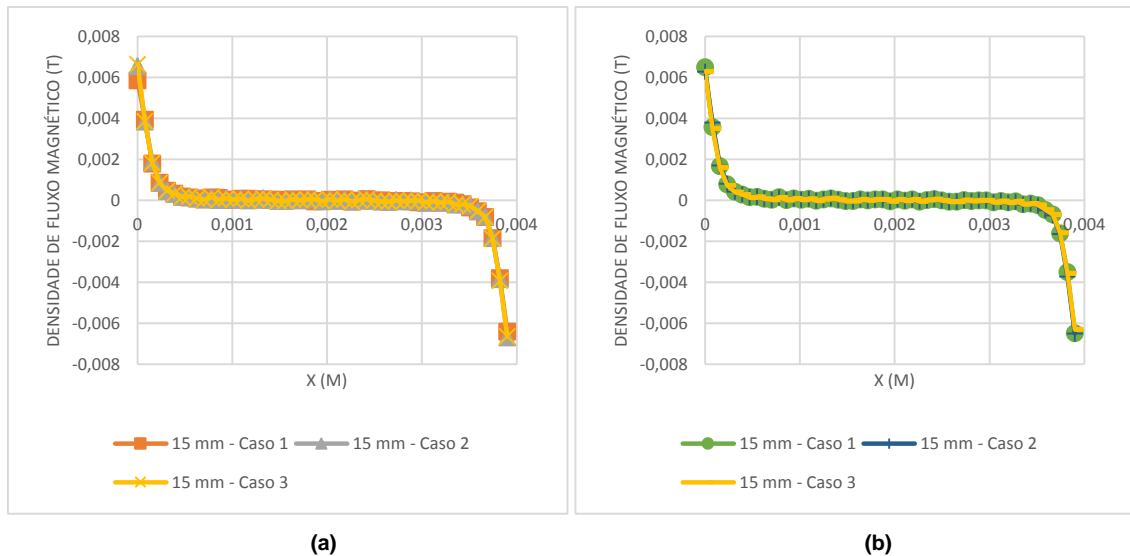 0,008
0,006
0,004
0,002
0
-0,002
-0,004
-0,006
-0,008
0 0,001 0,002 0,003 0,004
DENSIDADE DE FLUXO MAGNÉTICO (T)
X (M)
15 mm - Caso 1 15 mm - Caso 2
15 mm - Caso 3
(a)
0,008
0,006
0,004
0,002
0
-0,002
-0,004
-0,006
-0,008
0 0,001 0,002 0,003 0,004
DENSIDADE DE FLUXO MAGNÉTICO (T)
X (M)
15 mm - Caso 1 15 mm - Caso 2
15 mm - Caso 3
(b)